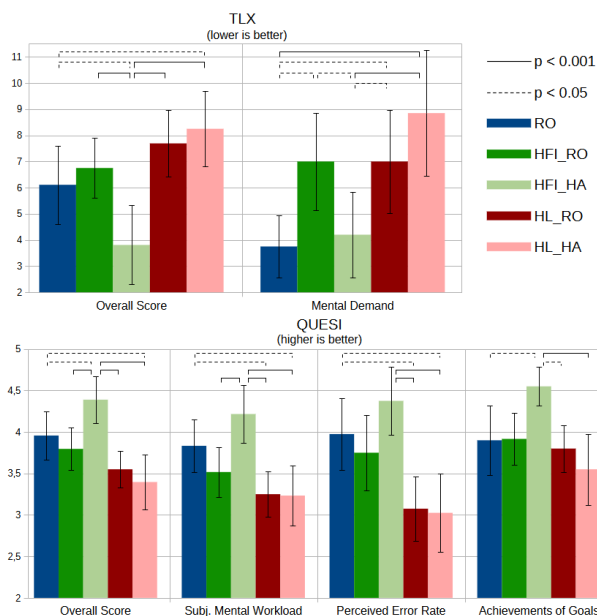 TLX
(lower is better)
11
10
9
8
7
6
5
4
3
2
Overall Score
Mental Demand
p < 0.001
p < 0.05
RO
HFI_RO
HFI_HA
HL_RO
HL_HA
QUESI
(higher is better)
5
4,5
4
3,5
3
2,5
2
Overall Score
Subj. Mental Workload
Perceived Error Rate
Achievements of Goals